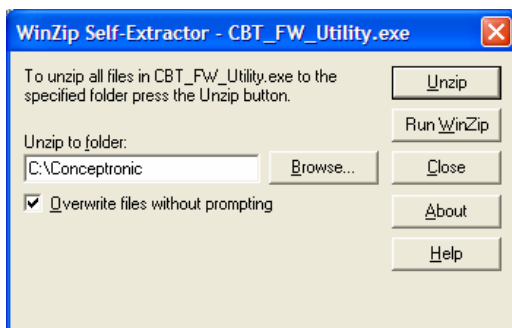 WinZip Self-Extractor - CBT_FW_Utility.exe
To unzip all files in CBT_FW_Utility.exe to the
specified folder press the Unzip button.
Unzip
Run WinZip
Unzip to folder:
C:\Conceptronic
Browse...
Close
Overwrite files without prompting
About
Help